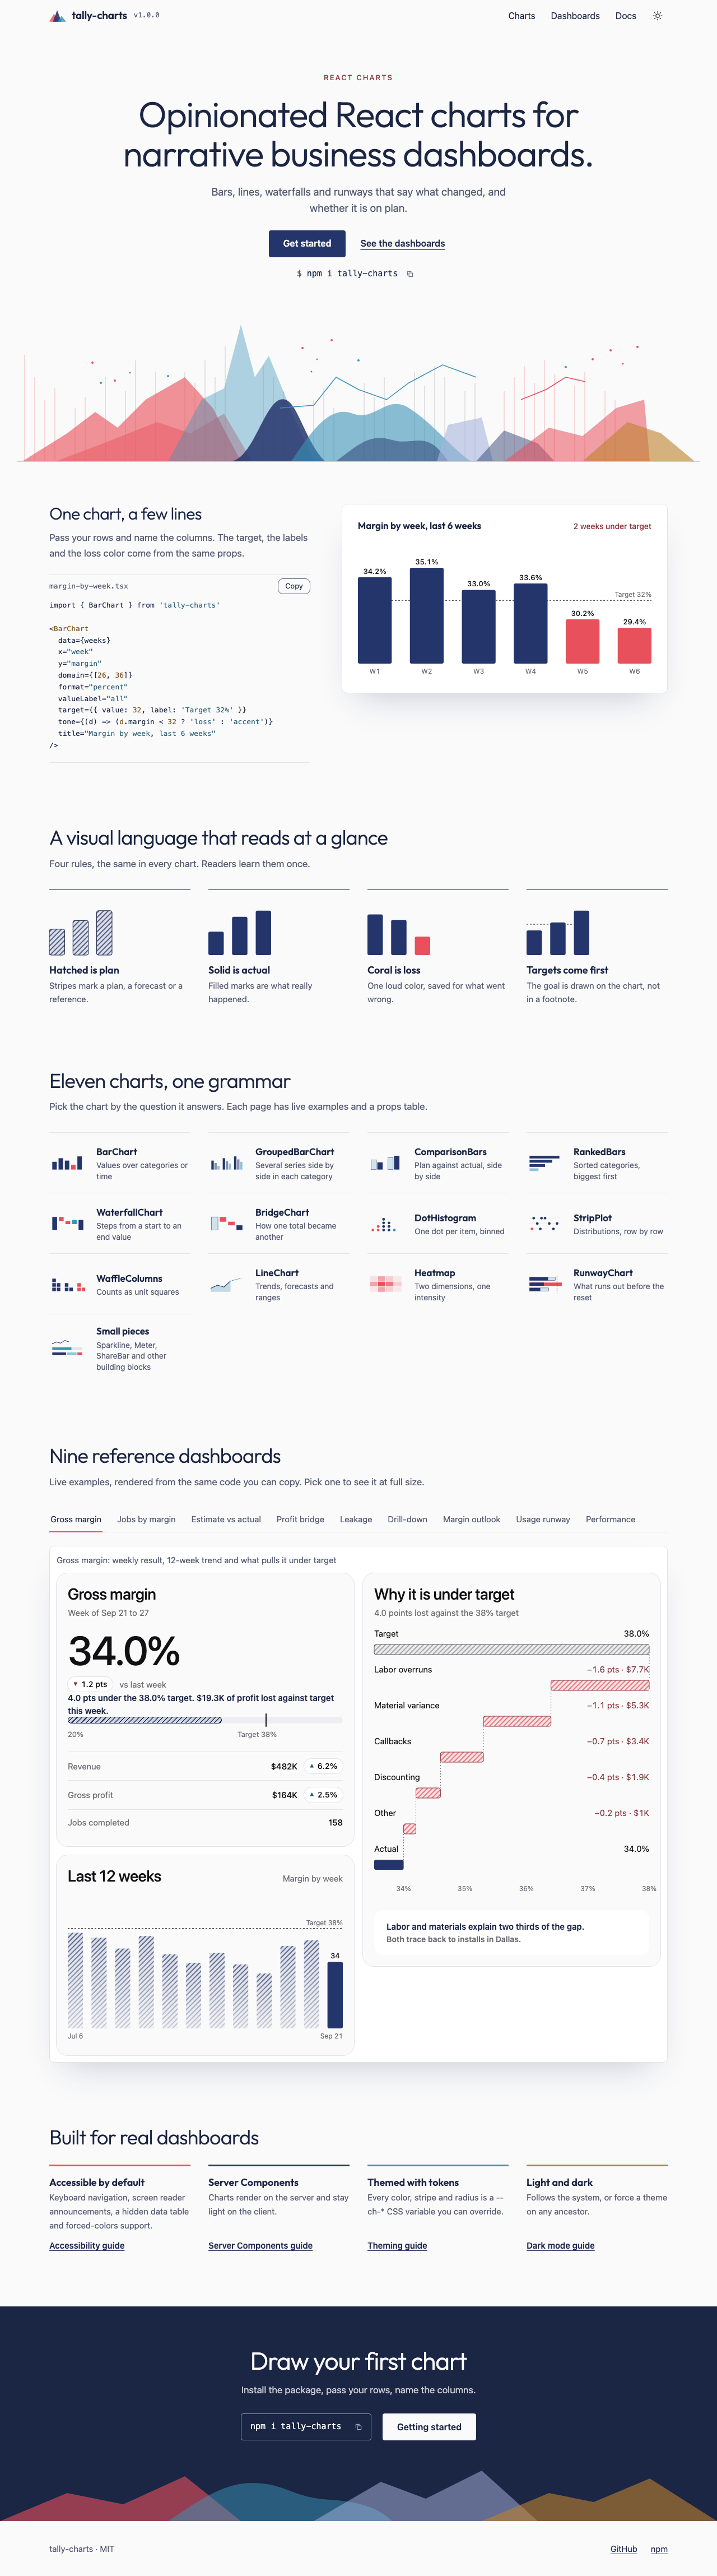 tally-charts v1.0.0
Charts Dashboards Docs
REACT CHARTS
Opinionated React charts for
narrative business dashboards.
Bars, lines, waterfalls and runways that say what changed, and
whether it is on plan.
Get started See the dashboards
$ npm i tally-charts
One chart, a few lines
Pass your rows and name the columns. The target, the labels
and the loss color come from the same props.
margin-by-week.tsx Copy
import { BarChart } from 'tally-charts'
<BarChart
data={weeks}
x="week"
y="margin"
domain={[26, 36]}
format="percent"
valueLabel="all"
target={{ value: 32, label: 'Target 32%' }}
tone={(d) => (d.margin < 32 ? 'loss' : 'accent')}
title="Margin by week, last 6 weeks"
/>
Margin by week, last 6 weeks 2 weeks under target
34.2% 35.1% 33.0% 33.6% 30.2% 29.4%
Target 32%
W1 W2 W3 W4 W5 W6
A visual language that reads at a glance
Four rules, the same in every chart. Readers learn them once.
Hatched is plan
Stripes mark a plan, a forecast or a
reference.
Solid is actual
Filled marks are what really
happened.
Coral is loss
One loud color, saved for what went
wrong.
Targets come first
The goal is drawn on the chart, not
in a footnote.
Eleven charts, one grammar
Pick the chart by the question it answers. Each page has live examples and a props table.
BarChart
Values over categories or
time
GroupedBarChart
Several series side by
side in each category
ComparisonBars
Plan against actual, side
by side
RankedBars
Sorted categories,
biggest first
WaterfallChart
Steps from a start to an
end value
BridgeChart
How one total became
another
DotHistogram
One dot per item, binned
StripPlot
Distributions, row by row
WaffleColumns
Counts as unit squares
LineChart
Trends, forecasts and
ranges
Heatmap
Two dimensions, one
intensity
RunwayChart
What runs out before the
reset
Small pieces
Sparkline, Meter,
ShareBar and other
building blocks
Nine reference dashboards
Live examples, rendered from the same code you can copy. Pick one to see it at full size.
Gross margin Jobs by margin Estimate vs actual Profit bridge Leakage Drill-down Margin outlook Usage runway Performance
Gross margin: weekly result, 12-week trend and what pulls it under target
Gross margin
Week of Sep 21 to 27
34.0%
▼ 1.2 pts vs last week
4.0 pts under the 38.0% target. $19.3K of profit lost against target
this week.
20% Target 38%
Revenue $482K ▲ 6.2%
Gross profit $164K ▲ 2.5%
Jobs completed 158
Last 12 weeks Margin by week
Target 38%
34
Jul 6 Sep 21
Why it is under target
4.0 points lost against the 38% target
Target 38.0%
Labor overruns −1.6 pts · $7.7K
Material variance −1.1 pts · $5.3K
Callbacks −0.7 pts · $3.4K
Discounting −0.4 pts · $1.9K
Other −0.2 pts · $1K
Actual 34.0%
34% 35% 36% 37% 38%
Labor and materials explain two thirds of the gap.
Both trace back to installs in Dallas.
Built for real dashboards
Accessible by default
Keyboard navigation, screen reader
announcements, a hidden data table
and forced-colors support.
Accessibility guide
Server Components
Charts render on the server and stay
light on the client.
Server Components guide
Themed with tokens
Every color, stripe and radius is a --
ch-* CSS variable you can override.
Theming guide
Light and dark
Follows the system, or force a theme
on any ancestor.
Dark mode guide
Draw your first chart
Install the package, pass your rows, name the columns.
npm i tally-charts Getting started
tally-charts · MIT GitHub npm